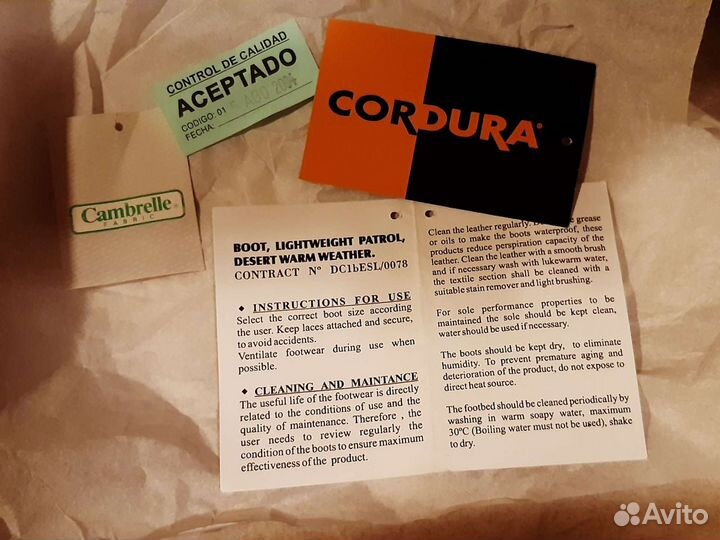 CONTROL DE CALIDAD
ACEPTADO
CODIGO: 01
AGO 2004
FECHA:
CORDURA®
Cambrelle®
FABRIC
BOOT, LIGHTWEIGHT PATROL,
DESERT WARM WEATHER.
CONTRACT Nº DC1bESL/0078
◆ INSTRUCTIONS FOR USE
Select the correct boot size according
the user. Keep laces attached and secure,
to avoid accidents.
Ventilate footwear during use when
possible.
◆ CLEANING AND MAINTANCE
The useful life of the footwear is directly
related to the conditions of use and the
quality of maintenance. Therefore , the
user needs to review regularly the
condition of the boots to ensure maximum
effectiveness of the product.
Clean the leather regularly. grease
or oils to make the boots waterproof, these
products reduce perspiration capacity of the
leather. Clean the leather with a smooth brush
and if necessary wash with lukewarm water,
the textile section shall be cleaned with a
suitable stain remover and light brushing.
For sole performance properties to be
maintained the sole should be kept clean,
water should be used if necessary.
The boots should be kept dry, to eliminate
humidity. To prevent premature aging and
deterioration of the product, do not expose to
direct heat source.
The footbed should be cleaned periodically by
washing in warm soapy water, maximum
30ºC (Boiling water must not be used), shake
to dry.
Avito